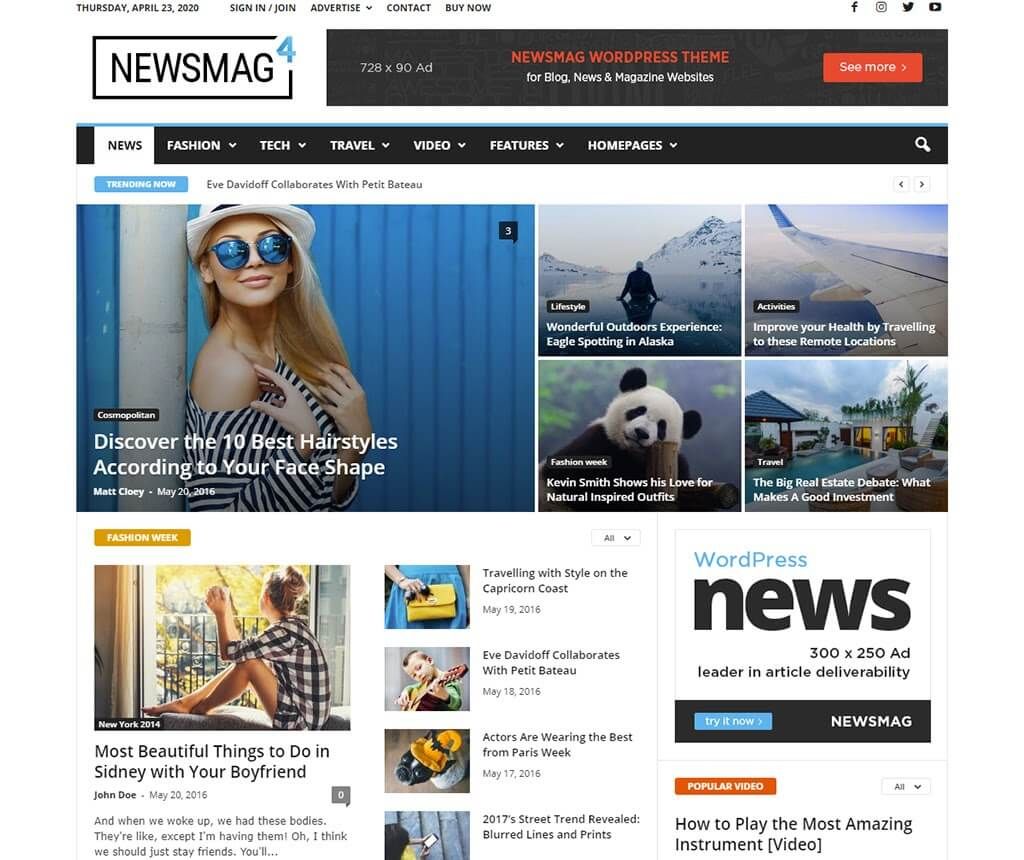 THURSDAY, APRIL 23, 2020 SIGN IN / JOIN ADVERTISE CONTACT BUY NOW
NEWSMAG 4
728 x 90 Ad
NEWSMAG WORDPRESS THEME
for Blog, News & Magazine Websites
See more >
NEWS FASHION TECH TRAVEL VIDEO FEATURES HOMEPAGES
TRENDING NOW Eve Davidoff Collaborates With Petit Bateau
3
Cosmopolitan
Discover the 10 Best Hairstyles
According to Your Face Shape
Matt Cloey - May 20, 2016
Lifestyle
Wonderful Outdoors Experience:
Eagle Spotting in Alaska
Activities
Improve your Health by Travelling
to these Remote Locations
Fashion week
Kevin Smith Shows his Love for
Natural Inspired Outfits
Travel
The Big Real Estate Debate: What
Makes A Good Investment
FASHION WEEK All
New York 2014
Most Beautiful Things to Do in
Sidney with Your Boyfriend
John Doe - May 20, 2016 0
And when we woke up, we had these bodies.
They're like, except I'm having them! Oh, I think
we should just stay friends. You'll...
Travelling with Style on the
Capricorn Coast
May 19, 2016
Eve Davidoff Collaborates
With Petit Bateau
May 18, 2016
Actors Are Wearing the Best
from Paris Week
May 17, 2016
2017's Street Trend Revealed:
Blurred Lines and Prints
WordPress
news
300 x 250 Ad
leader in article deliverability
try it now > NEWSMAG
POPULAR VIDEO All
How to Play the Most Amazing
Instrument [Video]